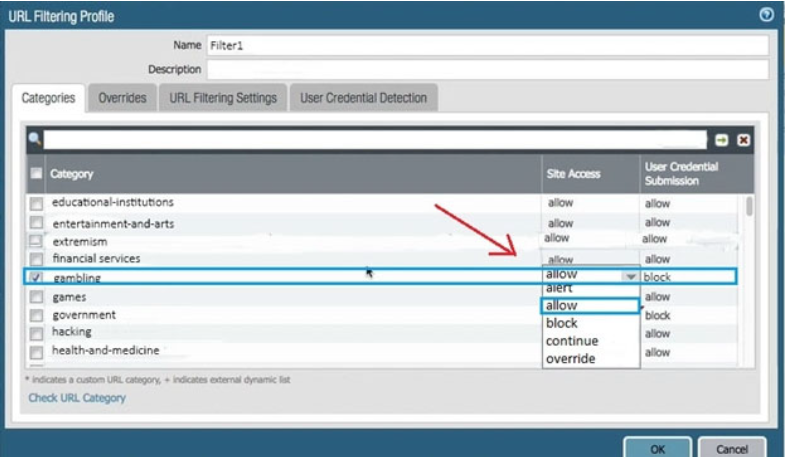 URL Filtering Profile
Name Filter1
Description
Categories Overrides URL Filtering Settings User Credential Detection
Category Site Access User Credential Submission
educational-institutions allow allow
entertainment-and-arts allow allow
extremism allow allow
financial services allow allow
gambling allow block
games alert allow
government allow block
hacking block allow
health-and-medicine continue allow
override
* indicates a custom URL category, + indicates external dynamic list
Check URL Category
OK Cancel